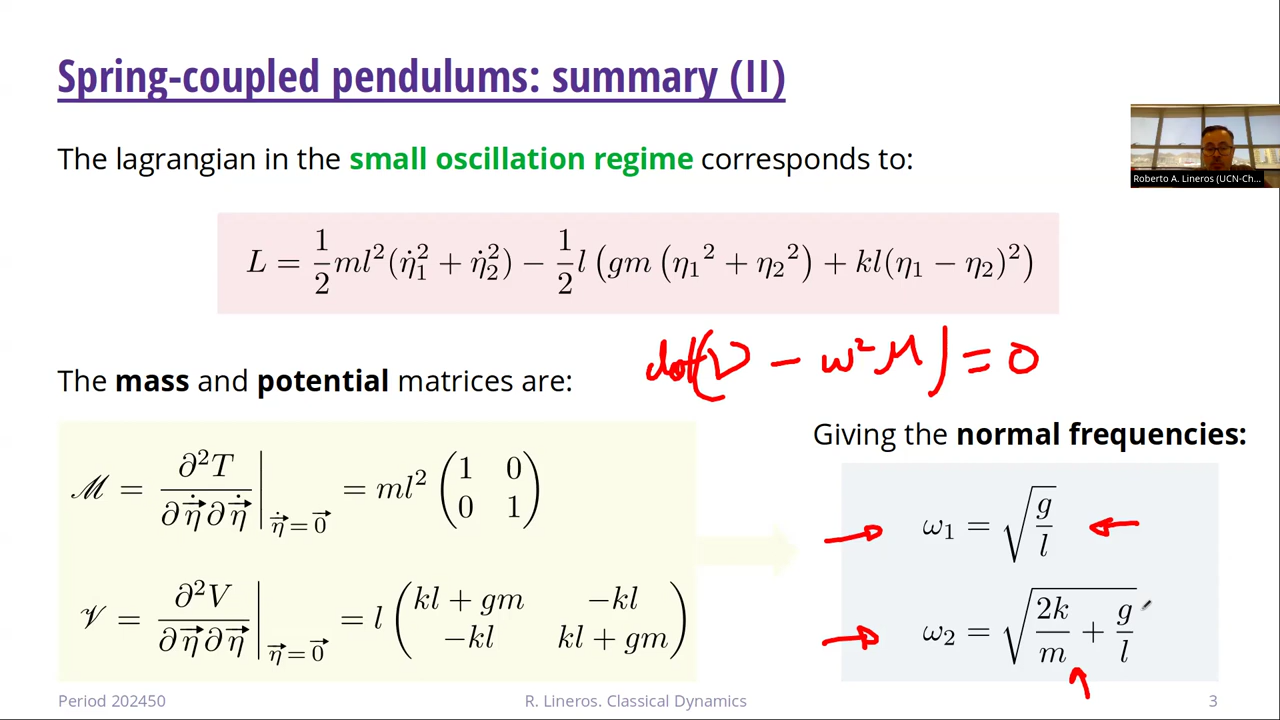 Spring-coupled pendulums: summary (II)
The lagrangian in the small oscillation regime corresponds to:
L = 1/2 ml²(η̇₁² + η̇₂²) − 1/2 l (gm (η₁² + η₂²) + kl(η₁ − η₂)²)
Roberto A. Lineros (UCN-Ch...
det(V − ω²M) = 0
The mass and potential matrices are:
ℳ = ∂²T / ∂η⃗̇ ∂η⃗̇ |η⃗̇=0⃗ = ml² (1 0 0 1)
𝒱 = ∂²V / ∂η⃗ ∂η⃗ |η⃗=0⃗ = l (kl + gm −kl −kl kl + gm)
Giving the normal frequencies:
ω₁ = √(g/l)
ω₂ = √(2k/m + g/l)
Period 202450
R. Lineros. Classical Dynamics
3